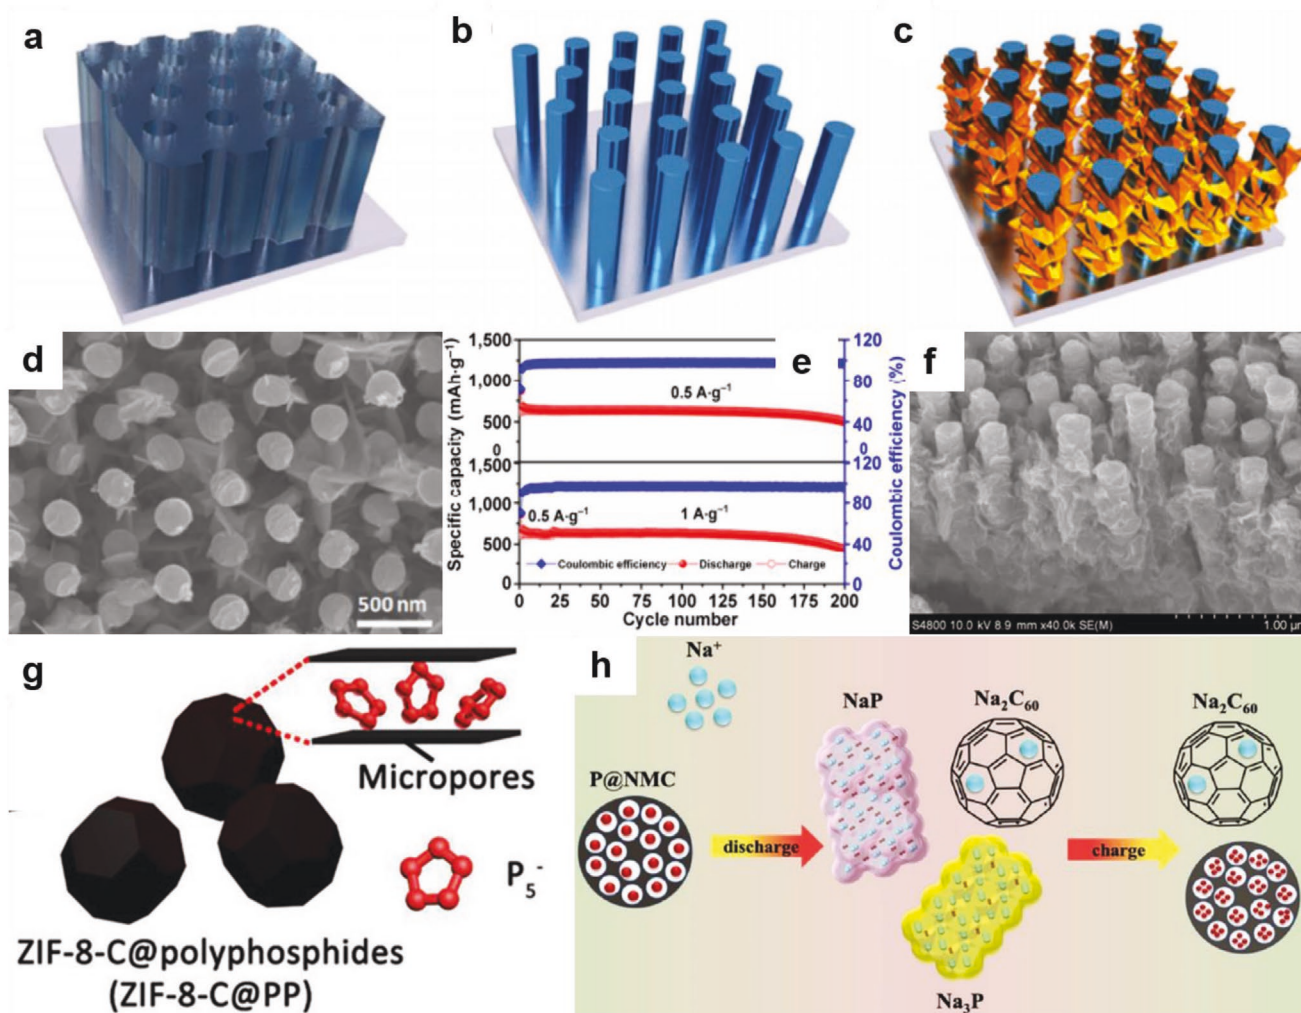 a
b
c
d
500 nm
Specific capacity (mAh·g⁻¹)
1,500
1,000
500
0
1,500
1,000
500
0
0.5 A·g⁻¹
0.5 A·g⁻¹ 1 A·g⁻¹
Coulombic efficiency Discharge Charge
0 25 50 75 100 125 150 175 200
Cycle number
120
100
80
60
40
0
120
80
40
0
Coulombic efficiency (%)
e
f
S4800 10.0 kV 8.9 mm x40.0k SE(M) 1.00 μm
g
Micropores
P₅⁻
ZIF-8-C@polyphosphides
(ZIF-8-C@PP)
h
Na⁺
P@NMC
discharge
NaP
Na₂C₆₀
Na₃P
charge
Na₂C₆₀